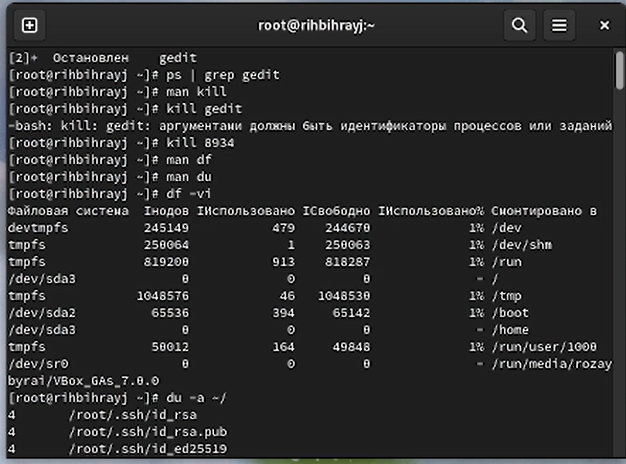 root@rihbihrayj:~
[2]+  Остановлен    gedit
[root@rihbihrayj ~]# ps | grep gedit
[root@rihbihrayj ~]# man kill
[root@rihbihrayj ~]# kill gedit
-bash: kill: gedit: аргументами должны быть идентификаторы процессов или заданий
[root@rihbihrayj ~]# kill 8934
[root@rihbihrayj ~]# man df
[root@rihbihrayj ~]# man du
[root@rihbihrayj ~]# df -vi
Файловая система  Iнодов IИспользовано IСвободно IИспользовано% Смонтировано в
devtmpfs          245149           479    244670             1% /dev
tmpfs             250064             1    250063             1% /dev/shm
tmpfs             819200           913    818287             1% /run
/dev/sda3              0             0         0              - /
tmpfs            1048576            46   1048530             1% /tmp
/dev/sda2          65536           394     65142             1% /boot
/dev/sda3              0             0         0              - /home
tmpfs              50012           164     49848             1% /run/user/1000
/dev/sr0               0             0         0              - /run/media/rozay
byrai/VBox_GAs_7.0.0
[root@rihbihrayj ~]# du -a ~/
4       /root/.ssh/id_rsa
4       /root/.ssh/id_rsa.pub
4       /root/.ssh/id_ed25519